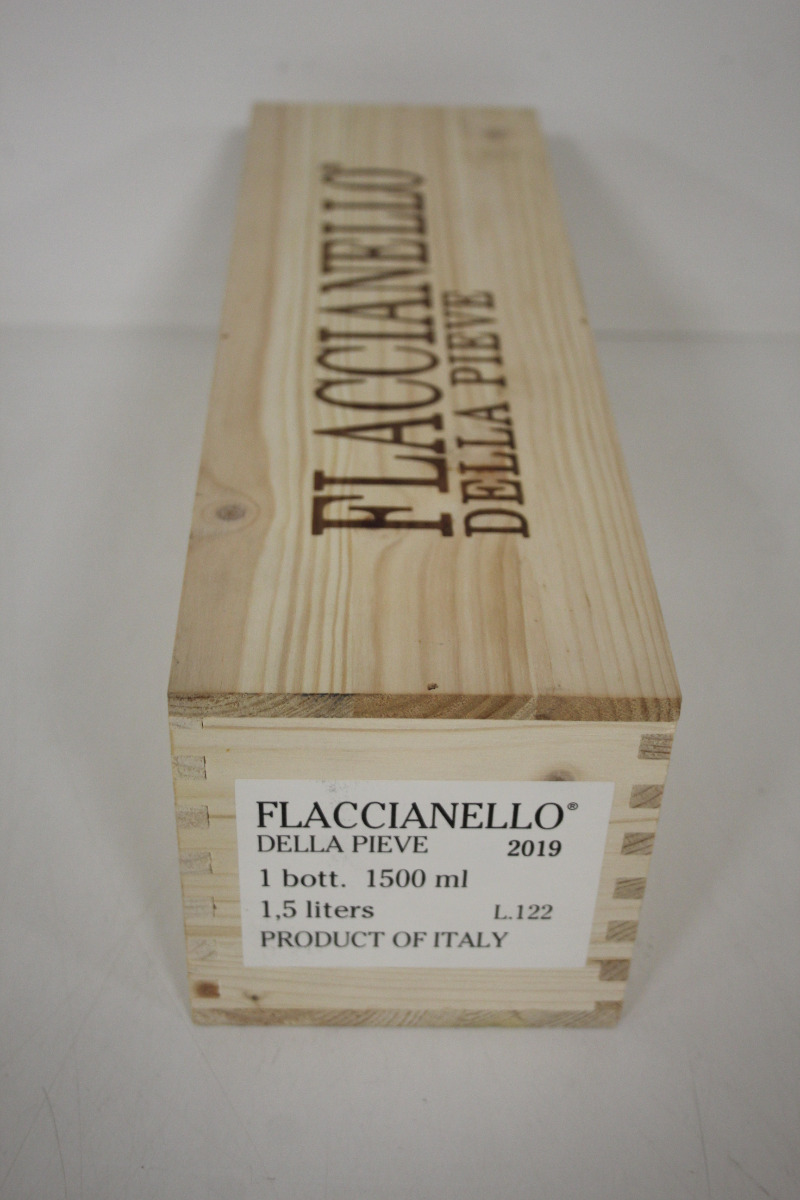 FLACCIANELLO
DELLA PIEVE
FLACCIANELLO®
DELLA PIEVE 2019
1 bott. 1500 ml
1,5 liters L.122
PRODUCT OF ITALY